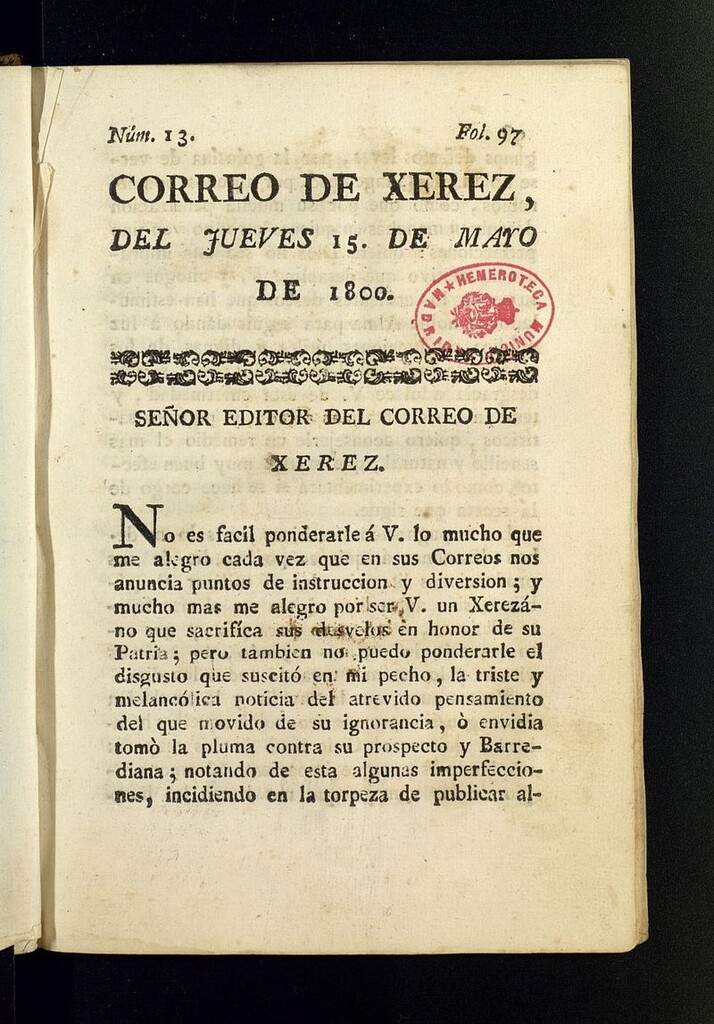 Núm. 13. Fol. 97
CORREO DE XEREZ,
DEL JUEVES 15. DE MAYO
DE 1800.
HEMEROTECA MUNICIPAL MADRID
SEÑOR EDITOR DEL CORREO DE
XEREZ.
No es facil ponderarle á V. lo mucho que
me alegro cada vez que en sus Correos nos
anuncia puntos de instruccion y diversion; y
mucho mas me alegro por ser V. un Xerezá-
no que sacrifíca sus desvelos en honor de su
Patria; pero tambien no puedo ponderarle el
disgusto que suscitó en mi pecho, la triste y
melancólica noticia del atrevido pensamiento
del que movido de su ignorancia, ò envidia
tomò la pluma contra su prospecto y Barre-
diana; notando de esta algunas imperfeccio-
nes, incidiendo en la torpeza de publicar al-